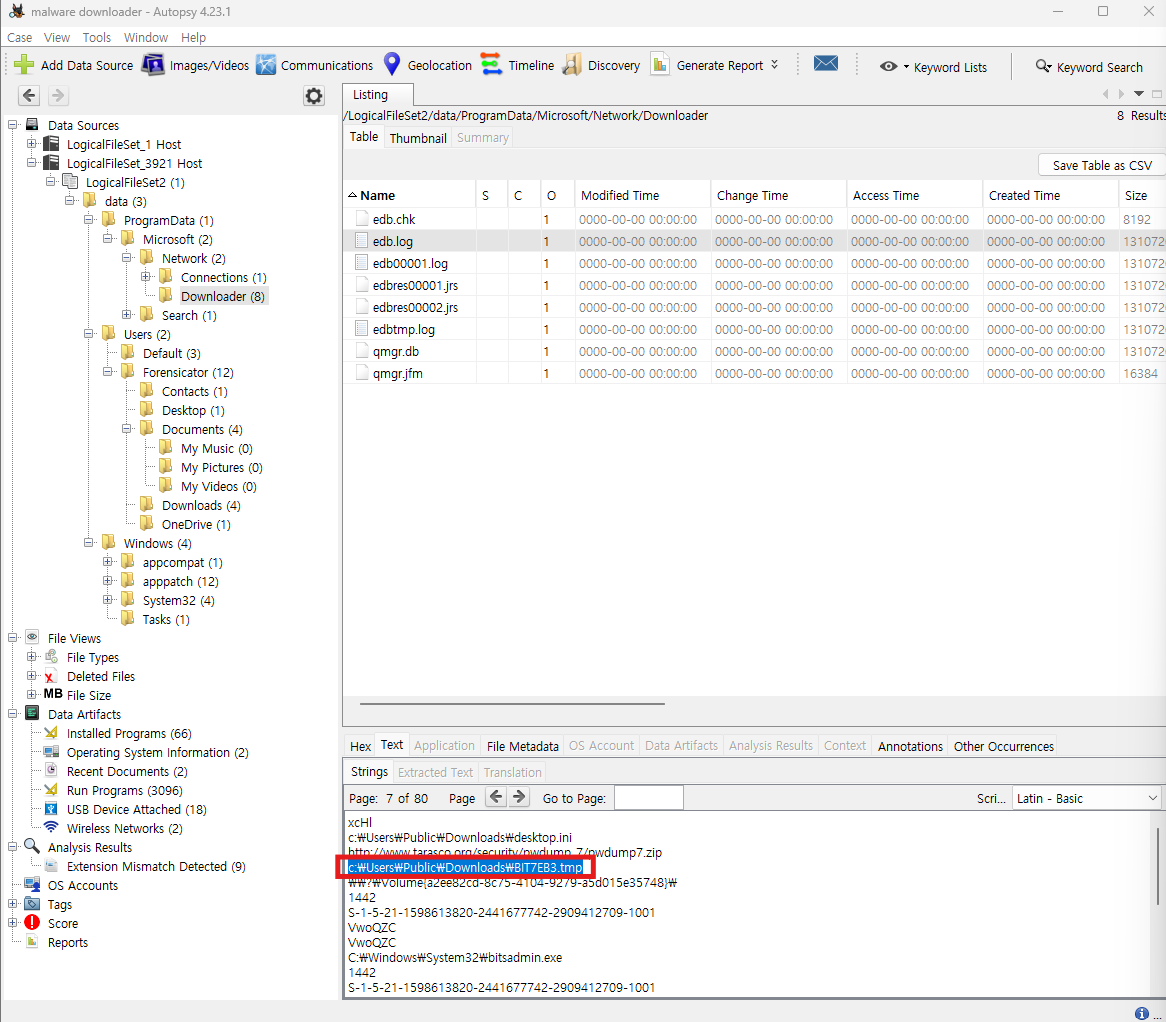 malware downloader - Autopsy 4.23.1
Case View Tools Window Help
Add Data Source Images/Videos Communications Geolocation Timeline Discovery Generate Report Keyword Lists Keyword Search
Listing
/LogicalFileSet2/data/ProgramData/Microsoft/Network/Downloader 8 Results
Table Thumbnail Summary
Save Table as CSV
Name S C O Modified Time Change Time Access Time Created Time Size
edb.chk 1 0000-00-00 00:00:00 0000-00-00 00:00:00 0000-00-00 00:00:00 0000-00-00 00:00:00 8192
edb.log 1 0000-00-00 00:00:00 0000-00-00 00:00:00 0000-00-00 00:00:00 0000-00-00 00:00:00 131072
edb00001.log 1 0000-00-00 00:00:00 0000-00-00 00:00:00 0000-00-00 00:00:00 0000-00-00 00:00:00 131072
edbres00001.jrs 1 0000-00-00 00:00:00 0000-00-00 00:00:00 0000-00-00 00:00:00 0000-00-00 00:00:00 131072
edbres00002.jrs 1 0000-00-00 00:00:00 0000-00-00 00:00:00 0000-00-00 00:00:00 0000-00-00 00:00:00 131072
edbtmp.log 1 0000-00-00 00:00:00 0000-00-00 00:00:00 0000-00-00 00:00:00 0000-00-00 00:00:00 131072
qmgr.db 1 0000-00-00 00:00:00 0000-00-00 00:00:00 0000-00-00 00:00:00 0000-00-00 00:00:00 131072
qmgr.jfm 1 0000-00-00 00:00:00 0000-00-00 00:00:00 0000-00-00 00:00:00 0000-00-00 00:00:00 16384
Data Sources
LogicalFileSet_1 Host
LogicalFileSet_3921 Host
LogicalFileSet2 (1)
data (3)
ProgramData (1)
Microsoft (2)
Network (2)
Connections (1)
Downloader (8)
Search (1)
Users (2)
Default (3)
Forensicator (12)
Contacts (1)
Desktop (1)
Documents (4)
My Music (0)
My Pictures (0)
My Videos (0)
Downloads (4)
OneDrive (1)
Windows (4)
appcompat (1)
apppatch (12)
System32 (4)
Tasks (1)
File Views
File Types
Deleted Files
MB File Size
Data Artifacts
Installed Programs (66)
Operating System Information (2)
Recent Documents (2)
Run Programs (3096)
USB Device Attached (18)
Wireless Networks (2)
Analysis Results
Extension Mismatch Detected (9)
OS Accounts
Tags
Score
Reports
Hex Text Application File Metadata OS Account Data Artifacts Analysis Results Context Annotations Other Occurrences
Strings Extracted Text Translation
Page: 7 of 80 Page Go to Page: Scri... Latin - Basic
xcHl
c:₩Users₩Public₩Downloads₩desktop.ini
http://www.tarasco.org/security/pwdump_7/pwdump7.zip
c:₩Users₩Public₩Downloads₩BIT7EB3.tmp
₩₩?₩Volume{a2ee82cd-8c75-4104-9279-a5d015e35748}₩
1442
S-1-5-21-1598613820-2441677742-2909412709-1001
VwoQZC
VwoQZC
C:₩Windows₩System32₩bitsadmin.exe
1442
S-1-5-21-1598613820-2441677742-2909412709-1001
...